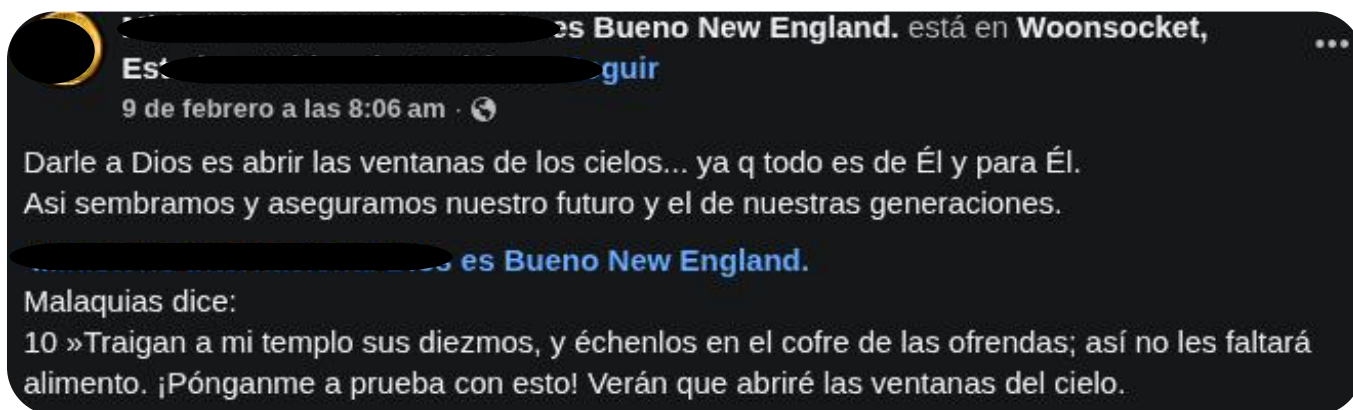 es Bueno New England. está en Woonsocket,
guir
9 de febrero a las 8:06 am ·
Darle a Dios es abrir las ventanas de los cielos... ya q todo es de Él y para Él.
Asi sembramos y aseguramos nuestro futuro y el de nuestras generaciones.
es Bueno New England.
Malaquias dice:
10 »Traigan a mi templo sus diezmos, y échenlos en el cofre de las ofrendas; así no les faltará
alimento. ¡Pónganme a prueba con esto! Verán que abriré las ventanas del cielo.